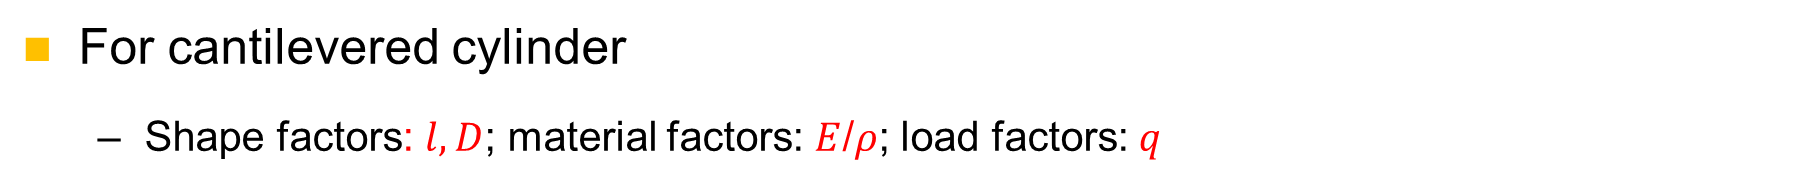 For cantilevered cylinder
– Shape factors: l, D; material factors: E/ρ; load factors: q